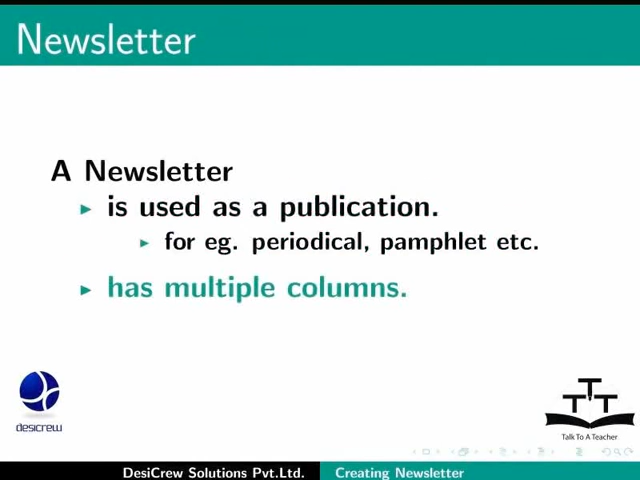 Newsletter
A Newsletter
is used as a publication.
for eg. periodical, pamphlet etc.
has multiple columns.
desicrew
TTT
Talk To A Teacher
DesiCrew Solutions Pvt.Ltd.
Creating Newsletter